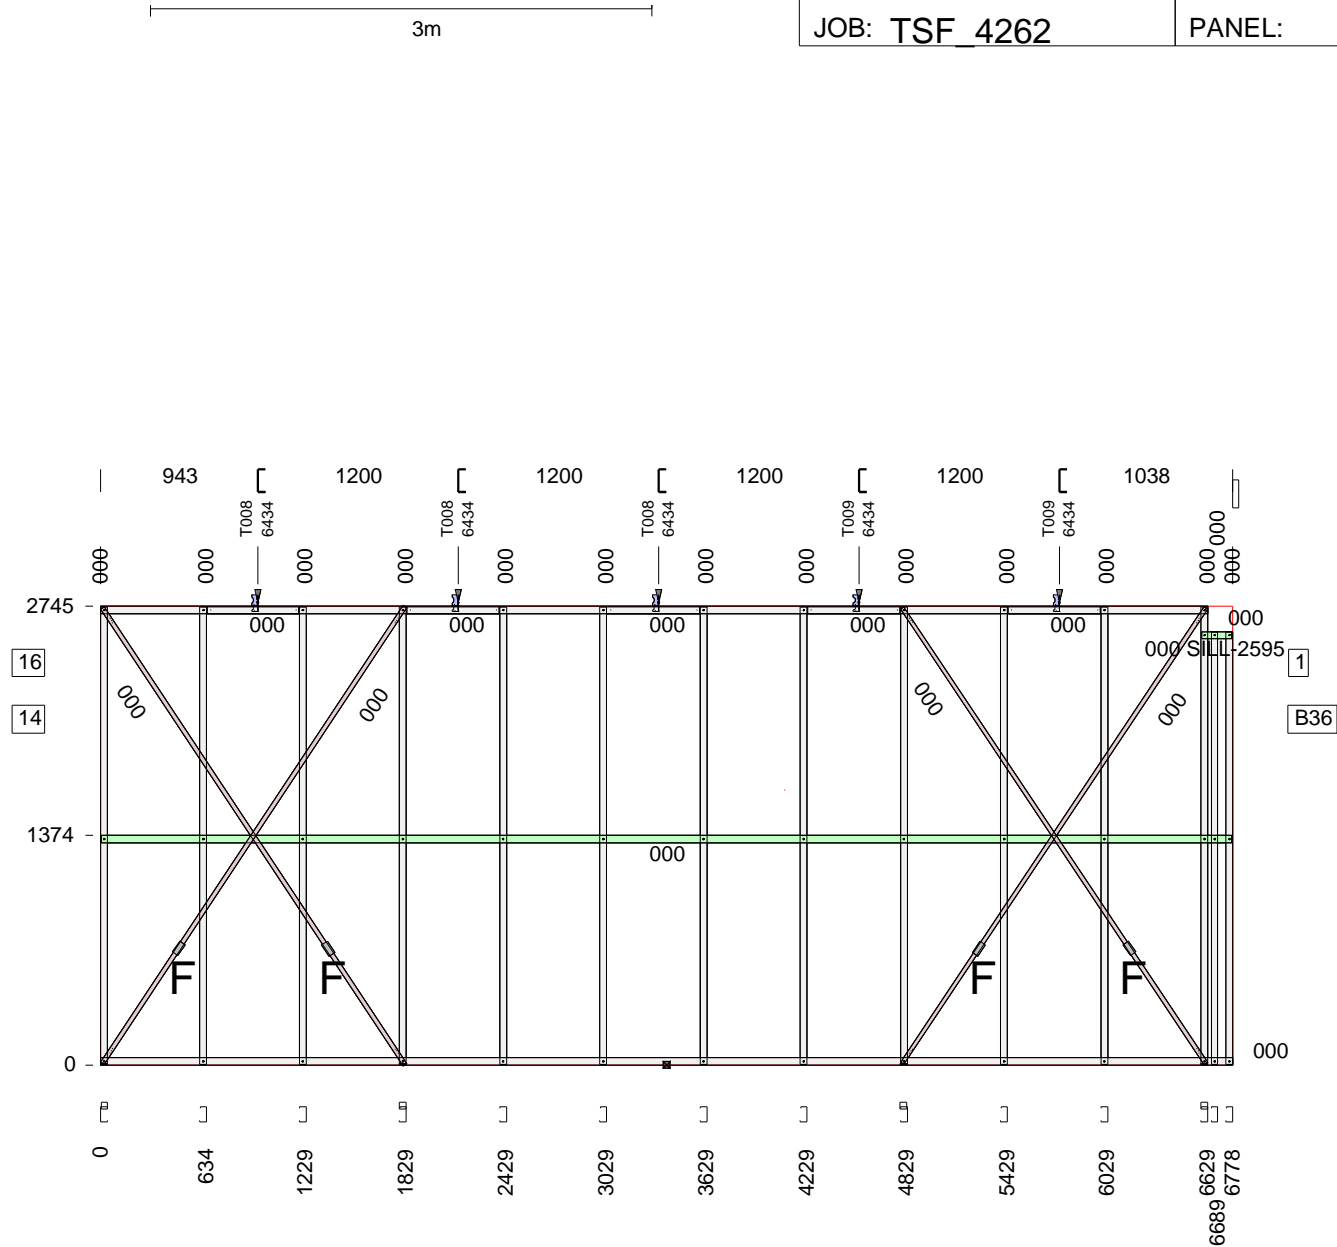 3m
JOB: TSF_4262 PANEL:
943 1200 1200 1200 1200 1038
T008 6434 T008 6434 T008 6434 T009 6434 T009 6434
000 000 000 000 000 000 000 000 000 000 000 000 000 000
2745
000 000 000 000 000 000
000 SILL-2595
16 1
14 B36
000 000 000 000
1374
000
F F F F
0 000
0 634 1229 1829 2429 3029 3629 4229 4829 5429 6029 6629 6689 6778